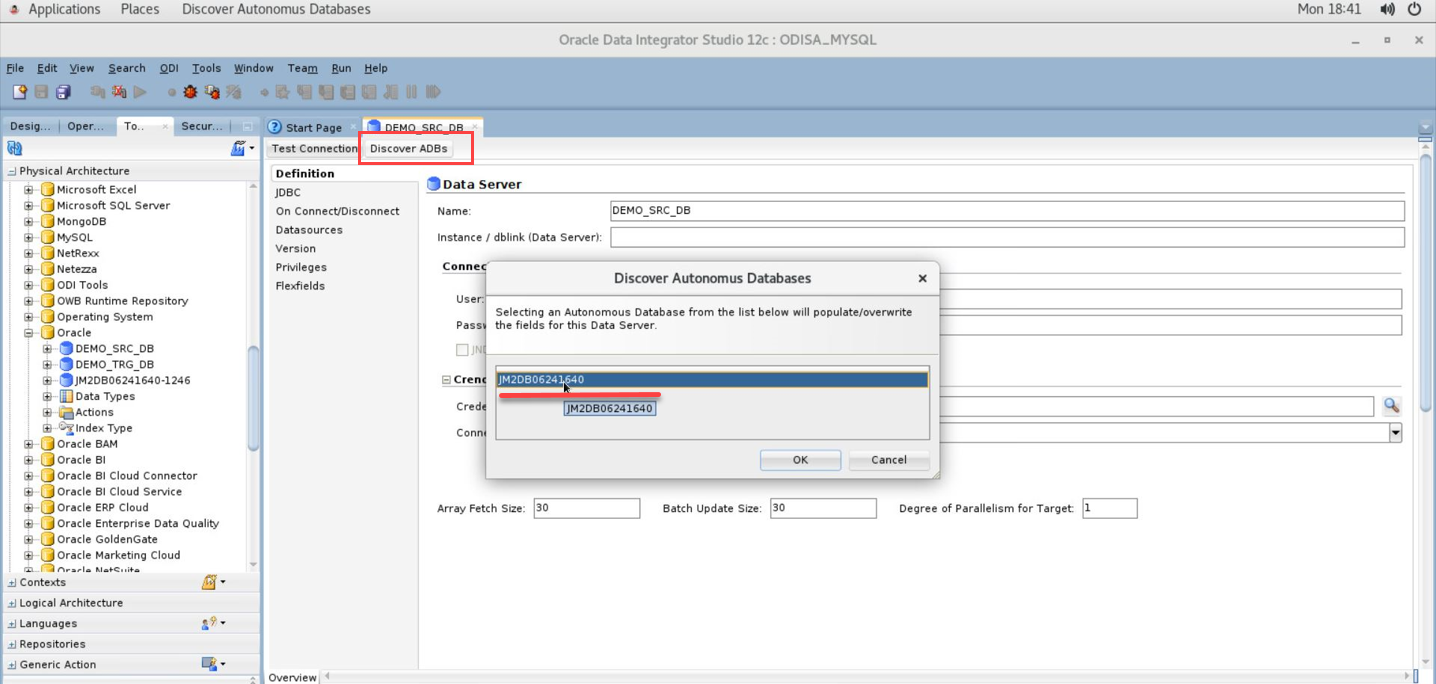 Applications Places Discover Autonomus Databases Mon 18:41
Oracle Data Integrator Studio 12c : ODISA_MYSQL
File Edit View Search ODI Tools Window Team Run Help
Desig... Oper... To.. Secur...
Start Page DEMO_SRC_DB
Test Connection Discover ADBs
Physical Architecture
Microsoft Excel
Microsoft SQL Server
MongoDB
MySQL
NetRexx
Netezza
ODI Tools
OWB Runtime Repository
Operating System
Oracle
DEMO_SRC_DB
DEMO_TRG_DB
JM2DB06241640-1246
Data Types
Actions
Index Type
Oracle BAM
Oracle BI
Oracle BI Cloud Connector
Oracle BI Cloud Service
Oracle ERP Cloud
Oracle Enterprise Data Quality
Oracle GoldenGate
Oracle Marketing Cloud
Oracle NetSuite
Contexts
Logical Architecture
Languages
Repositories
Generic Action
Definition
JDBC
On Connect/Disconnect
Datasources
Version
Privileges
Flexfields
Data Server
Name: DEMO_SRC_DB
Instance / dblink (Data Server):
Connec
User:
Passw
JND
Crend
Crede
Conne
Discover Autonomus Databases
Selecting an Autonomous Database from the list below will populate/overwrite
the fields for this Data Server.
JM2DB06241640
JM2DB06241640
OK Cancel
Array Fetch Size: 30 Batch Update Size: 30 Degree of Parallelism for Target: 1
Overview